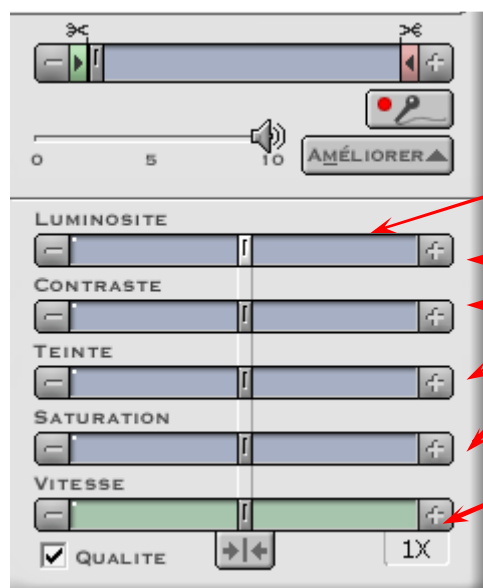 0 5 10
AMÉLIORER
LUMINOSITE
CONTRASTE
TEINTE
SATURATION
VITESSE
QUALITE
1X